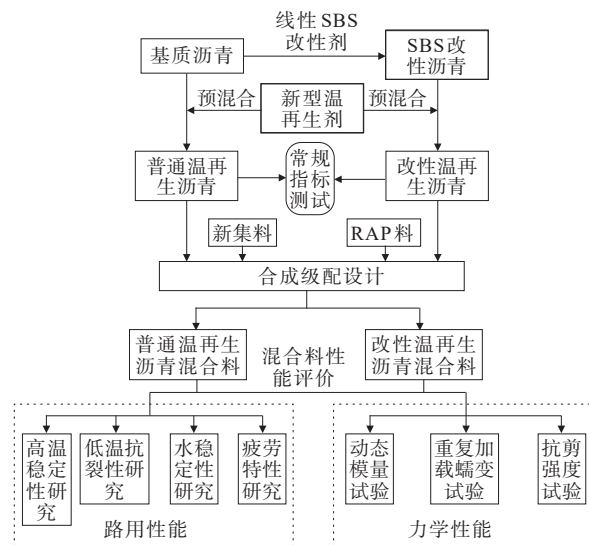 线性SBS
改性剂
基质沥青
SBS改
性沥青
预混合
新型温
再生剂
预混合
普通温再
生沥青
常规
指标
测试
改性温再
生沥青
新集料
RAP料
合成级配设计
普通温再生
沥青混合料
混合料性
能评价
改性温再生
沥青混合料
高温
稳定
性研
究
低温抗
裂性研
究
水稳
定性
研究
疲劳
特性
研究
动态
模量
试验
重复加
载蠕变
试验
抗剪
强度
试验
路用性能
力学性能